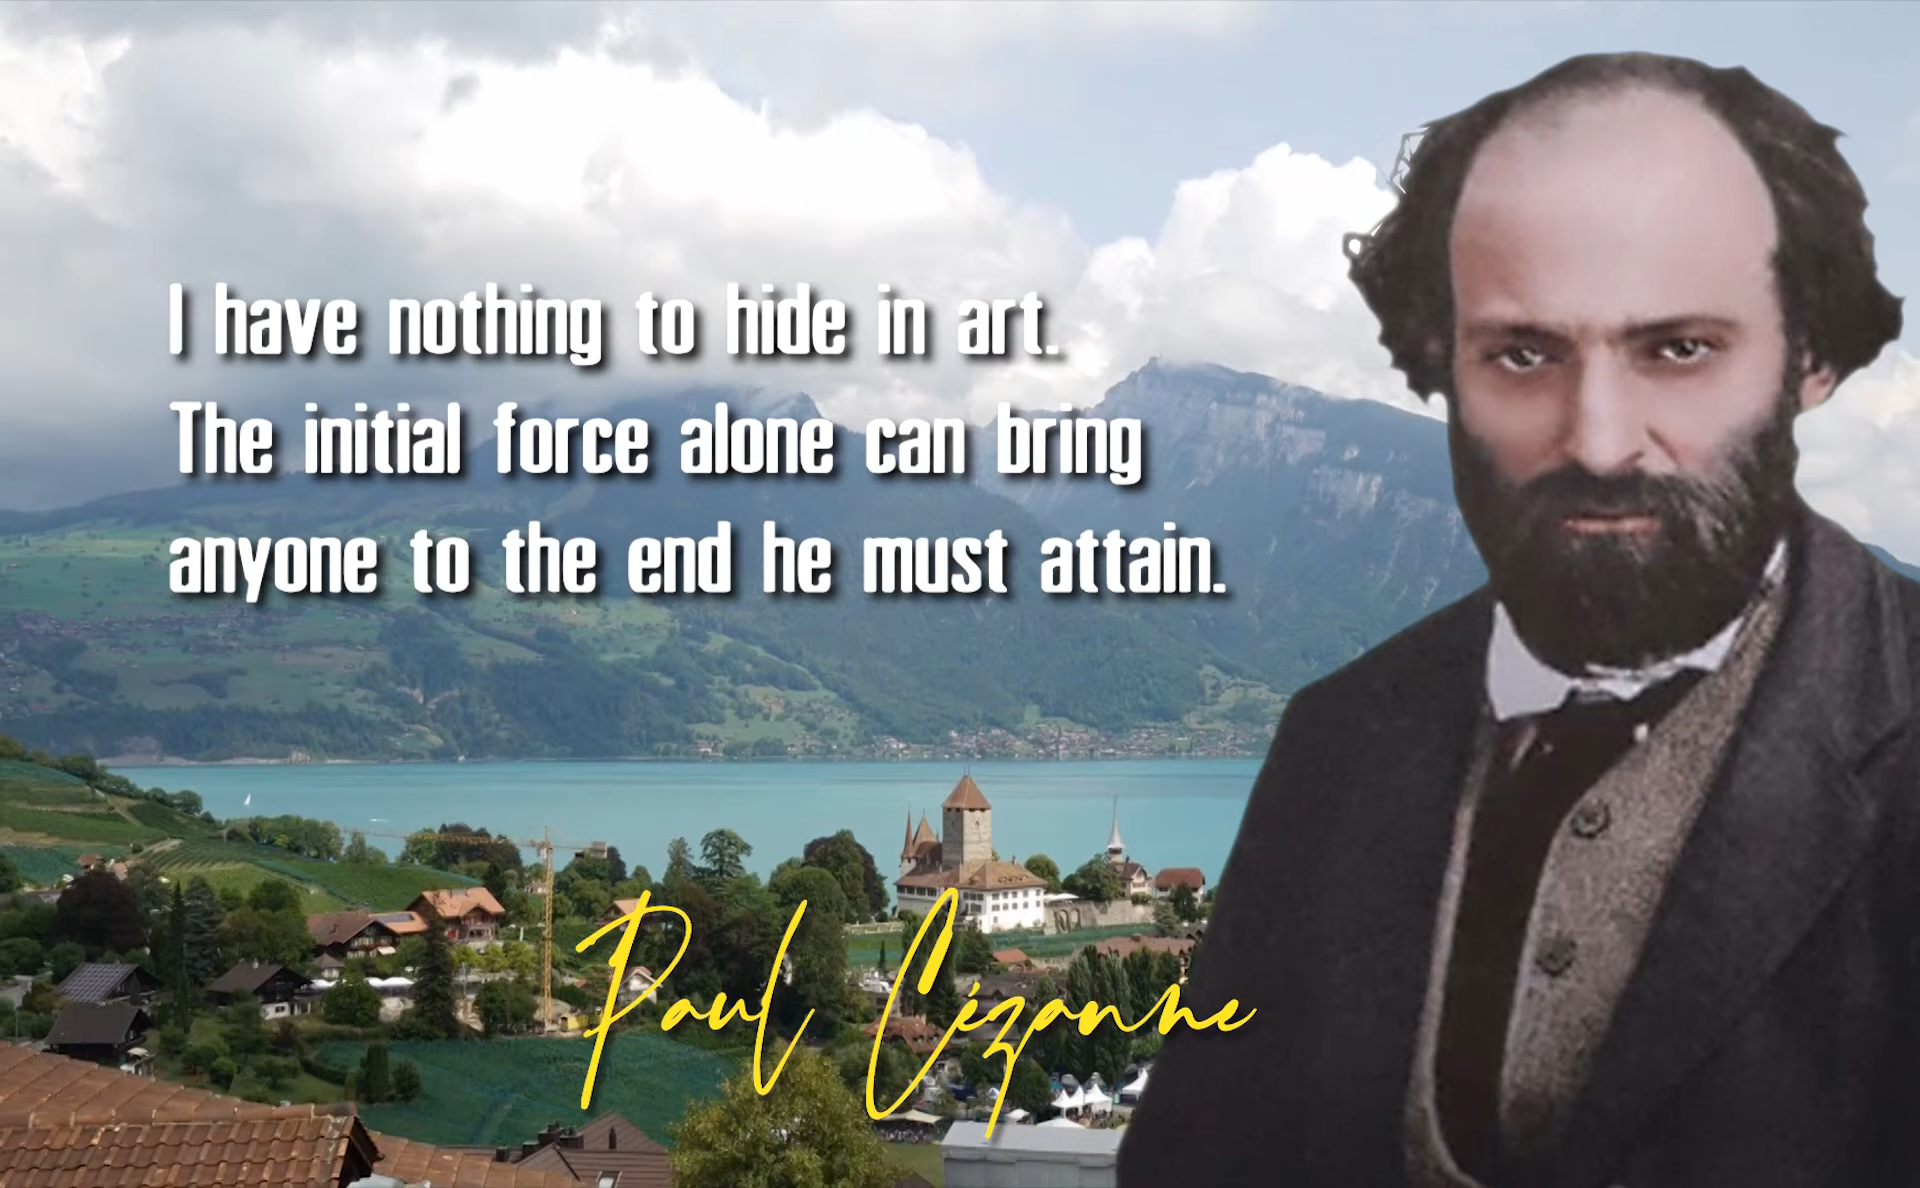 I have nothing to hide in art.
The initial force alone can bring
anyone to the end he must attain.
Paul Cézanne